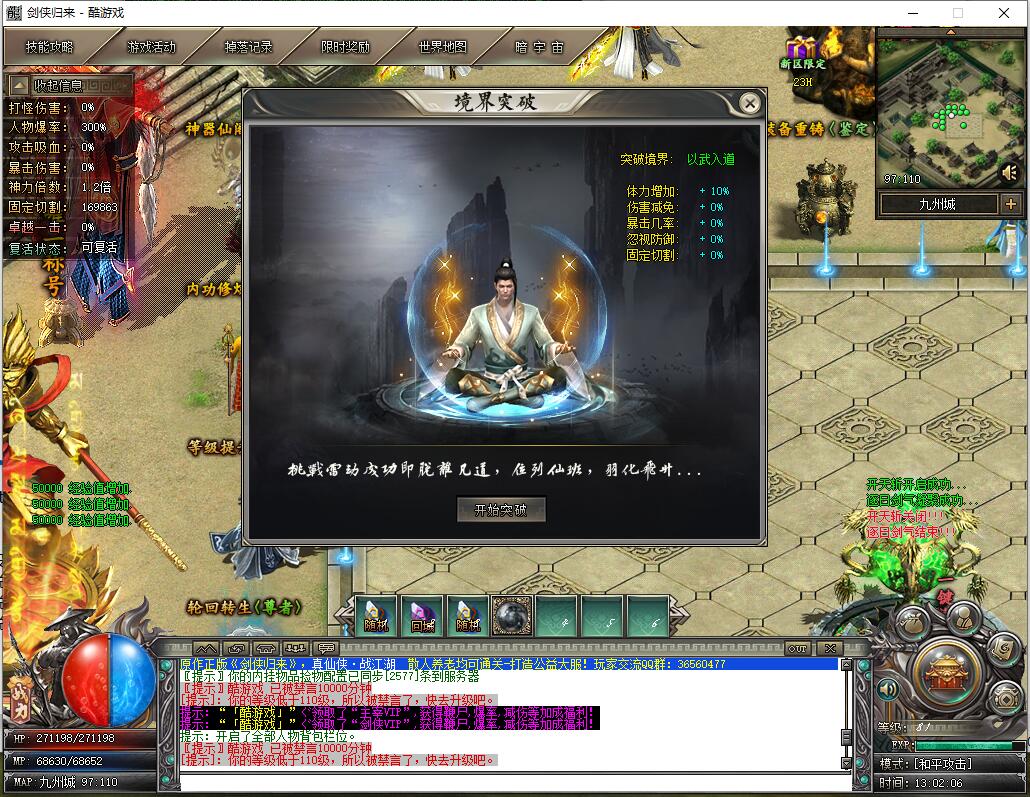 剑侠归来 - 酷游戏
技能攻略
游戏活动
掉落记录
限时奖励
世界地图
暗 宇 宙
新区限定
23H
收起信息
打怪伤害: 0%
人物爆率: 300%
攻击吸血: 0%
暴击伤害: 0%
神力倍数: 1.2倍
固定切割: 169863
卓越一击: 0%
复活状态: 可复活
称号
神器仙
内功修炼
等级提
轮回转生《尊者》
装备重铸《鉴定》
97:110
九州城
境界突破
突破境界: 以武入道
体力增加: + 10%
伤害减免: + 0%
暴击几率: + 0%
忽视防御: + 0%
固定切割: + 0%
挑戰雷动成功即脱離凡道，位列仙班，羽化飛升...
开始突破
50000 经验值增加.
50000 经验值增加.
50000 经验值增加.
开天斩开启成功...
逐日剑气凝聚成功...
开天斩关闭!!!
逐日剑气结束!!!
随机
回城
随机
4
5
6
键
OUT
原作正版《剑侠归来》,真仙侠·战江湖  散人养老均可通关-打造公益大服! 玩家交流QQ群: 36560477
〖提示〗你的内挂物品捡物配置已同步[2577]条到服务器
〖提示〗酷游戏 已被禁言10000分钟
[提示]: 你的等级低于110级，所以被禁言了，快去升级吧。
提示: 开启了全部人物背包栏位。
〖提示〗酷游戏 已被禁言10000分钟
[提示]: 你的等级低于110级，所以被禁言了，快去升级吧。
战力
HP: 271198/271198
MP: 68630/68652
MAP:九州城 97:110
等级: 87
EXP:
模式: [和平攻击]
时间: 13:02:06